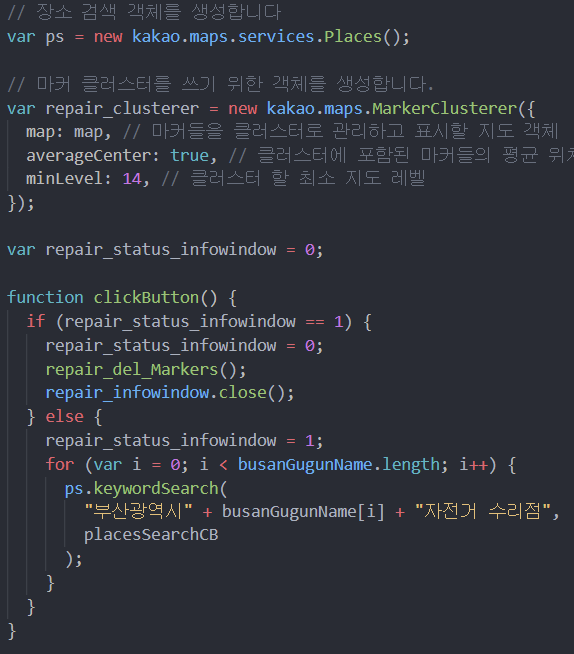 // 장소 검색 객체를 생성합니다
var ps = new kakao.maps.services.Places();
// 마커 클러스터를 쓰기 위한 객체를 생성합니다.
var repair_clusterer = new kakao.maps.MarkerClusterer({
map: map, // 마커들을 클러스터로 관리하고 표시할 지도 객체
averageCenter: true, // 클러스터에 포함된 마커들의 평균
minLevel: 14, // 클러스터 할 최소 지도 레벨
});
var repair_status_infowindow = 0;
function clickButton() {
if (repair_status_infowindow == 1) {
repair_status_infowindow = 0;
repair_del_Markers();
repair_infowindow.close();
} else {
repair_status_infowindow = 1;
for (var i = 0; i < busanGugunName.length; i++) {
ps.keywordSearch(
"부산광역시" + busanGugunName[i] + "자전거 수리점",
placesSearchCB
);
}
}
}